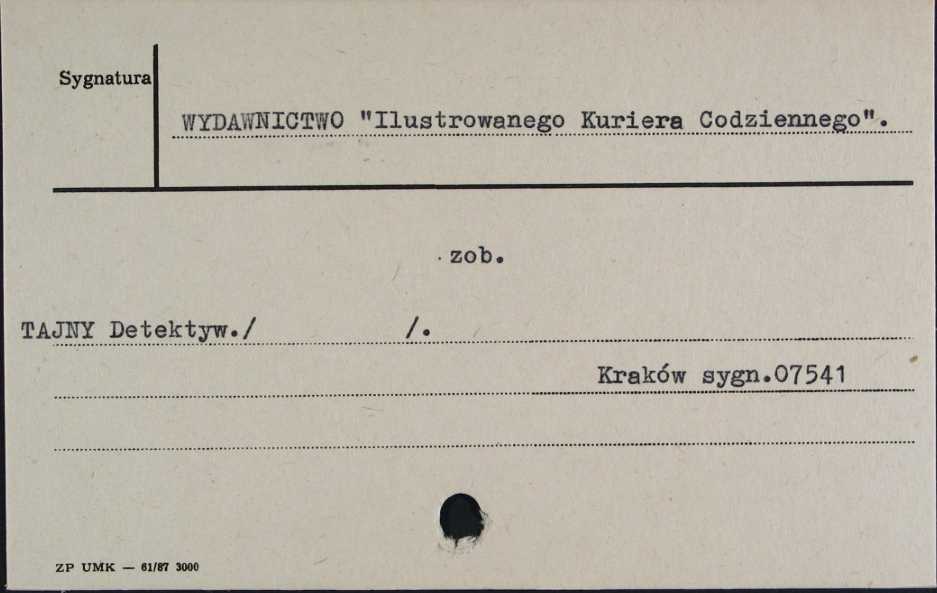 Sygnatura
WYDAWNICTWO "Ilustrowanego Kuriera Codziennego".
zob.
TAJNY Detektyw./ /.
Kraków sygn.07541
ZP UMK — 61/87 3000